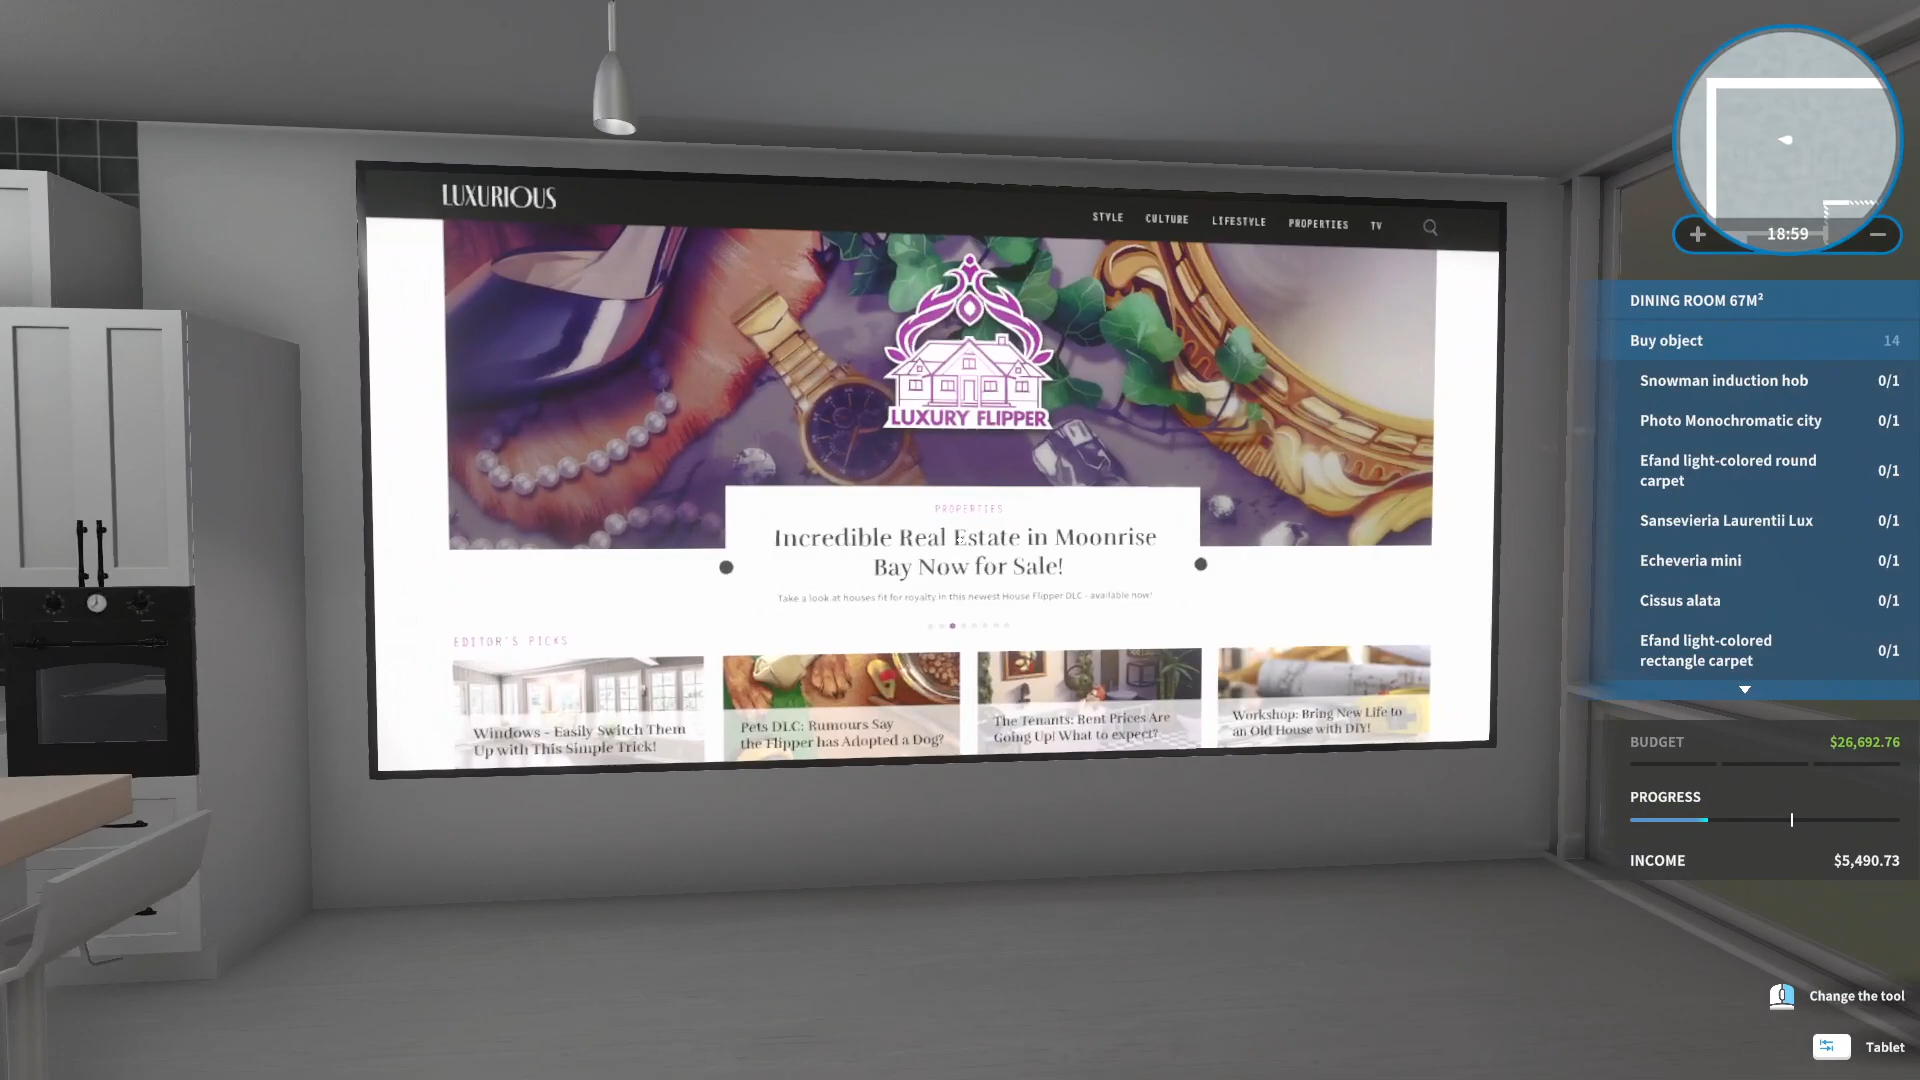 LUXURIOUS
STYLE CULTURE LIFESTYLE PROPERTIES TV
LUXURY FLIPPER
PROPERTIES
Incredible Real Estate in Moonrise
Bay Now for Sale!
Take a look at houses fit for royalty in this newest House Flipper DLC - available now!
EDITOR'S PICKS
Windows - Easily Switch Them
Up with This Simple Trick!
Pets DLC: Rumours Say
the Flipper has Adopted a Dog?
The Tenants: Rent Prices Are
Going Up! What to expect?
Workshop: Bring New Life to
an Old House with DIY!
18:59
DINING ROOM 67M²
Buy object 14
Snowman induction hob 0/1
Photo Monochromatic city 0/1
Efand light-colored round
carpet 0/1
Sansevieria Laurentii Lux 0/1
Echeveria mini 0/1
Cissus alata 0/1
Efand light-colored
rectangle carpet 0/1
BUDGET $26,692.76
PROGRESS
INCOME $5,490.73
Change the tool
Tablet